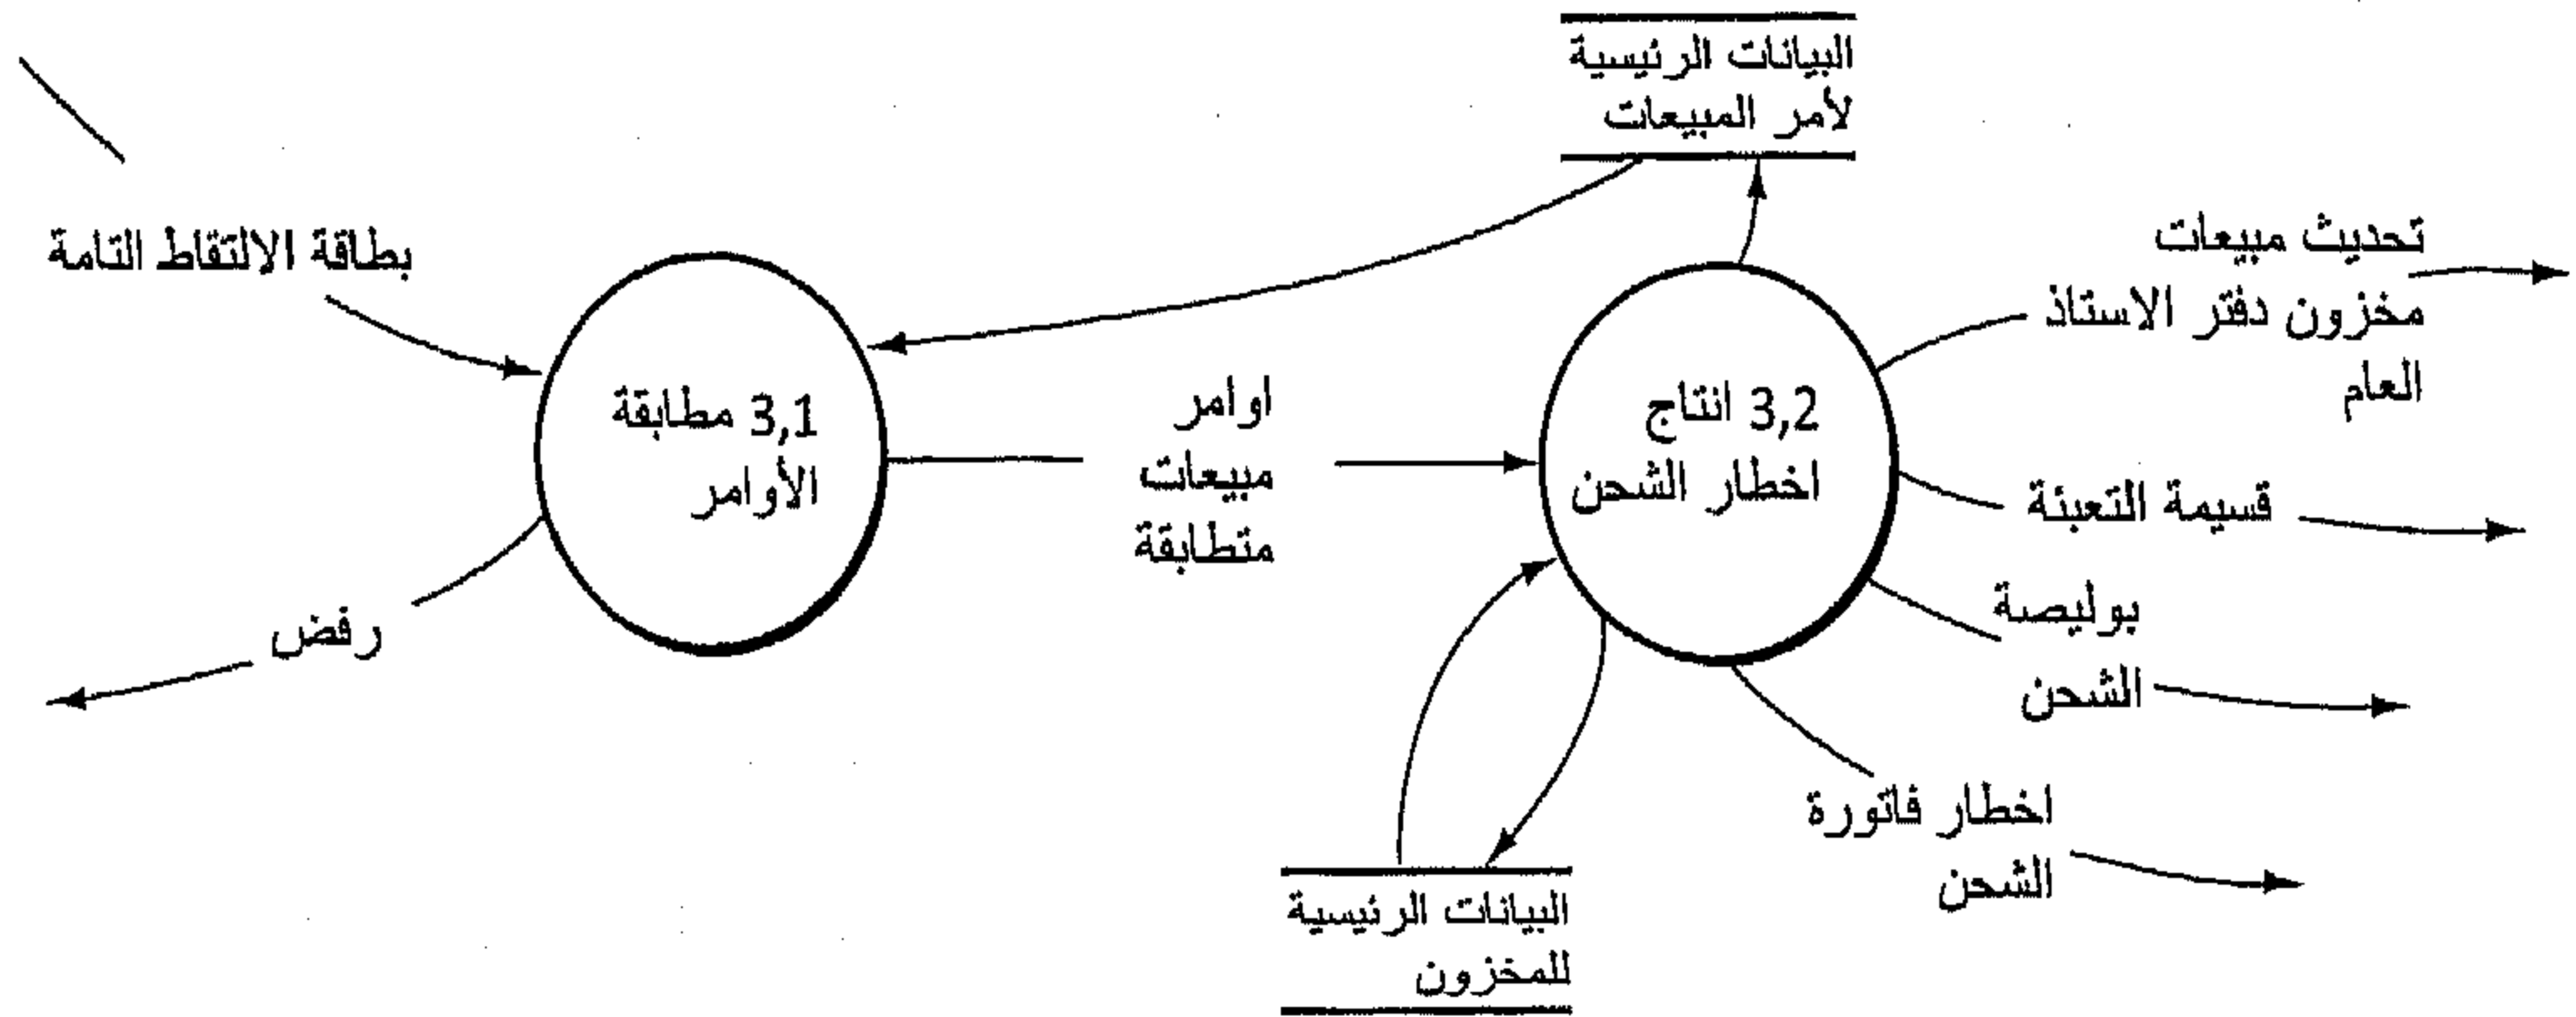 البيانات الرئيسية
لأمر المبيعات
بطاقة الالتقاط التامة
تحديث مبيعات
مخزون دفتر الاستاذ
العام
3,1 مطابقة
الأوامر
اوامر
مبيعات
متطابقة
3,2 انتاج
اخطار الشحن
قسيمة التعبئة
رفض
بوليصة
الشحن
اخطار فاتورة
الشحن
البيانات الرئيسية
للمخزون